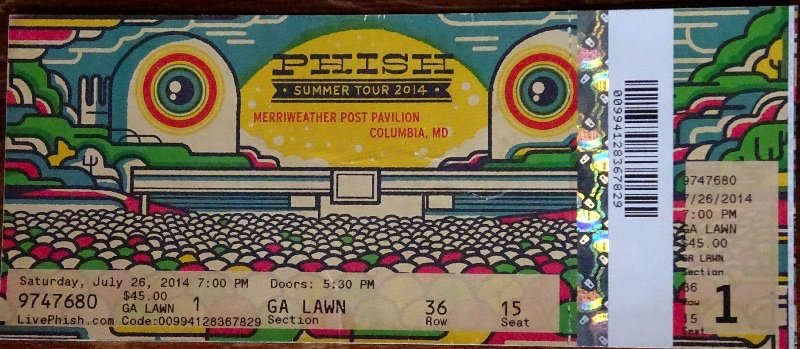 PHISH
• SUMMER TOUR 2014 •
MERRIWEATHER POST PAVILION
COLUMBIA, MD
Saturday, July 26, 2014 7:00 PM Doors: 5:30 PM
9747680 $45.00
GA LAWN 1 GA LAWN 36 15
LivePhish.com Code:00994128367829 Section Row Seat
00994128367829
9747680
7/26/2014
7:00 PM
GA LAWN
$45.00
GA LAWN
Section
36
Row 1
15
Seat